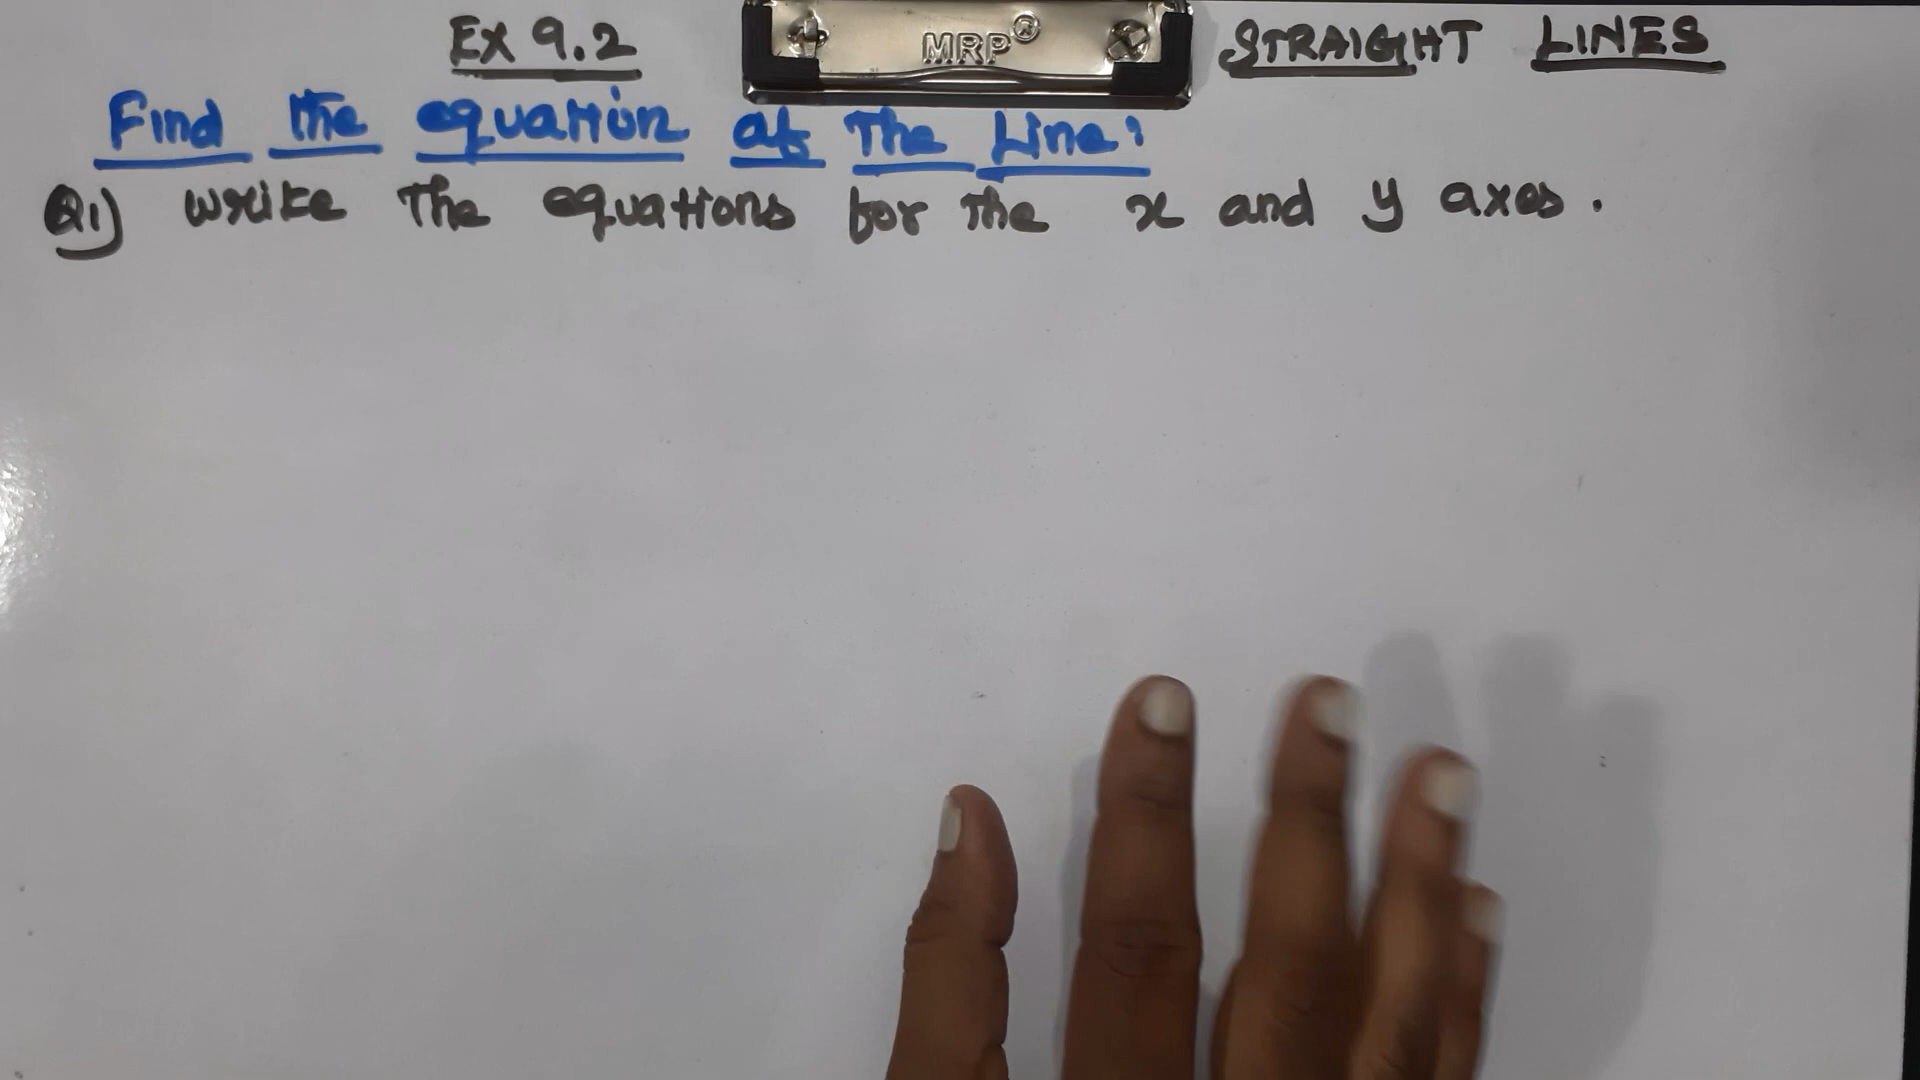 EX 9.2 MRP® STRAIGHT LINES
Find the equation of The Line:
Q1) write The equations for The x and y axes.